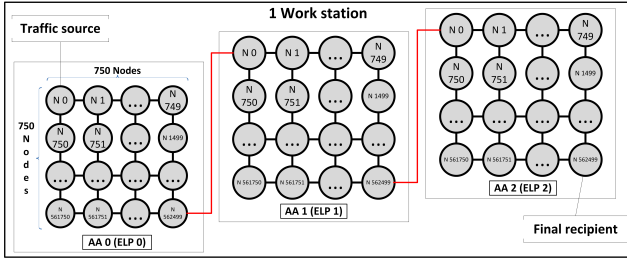 1 Work station
Traffic source
750 Nodes
750
N
o
d
e
s
N 0
N 1
...
N
749
N
750
N
751
...
N 1499
...
...
...
...
N
561750
N
561751
...
N
562499
AA 0 (ELP 0)
N 0
N 1
...
N
749
N
750
N
751
...
N 1499
...
...
...
...
N 561750
N 561751
...
N 562499
AA 1 (ELP 1)
N 0
N 1
...
N
749
N
750
N
751
...
N 1499
...
...
...
...
N 561750
N 561751
...
N 562499
AA 2 (ELP 2)
Final recipient